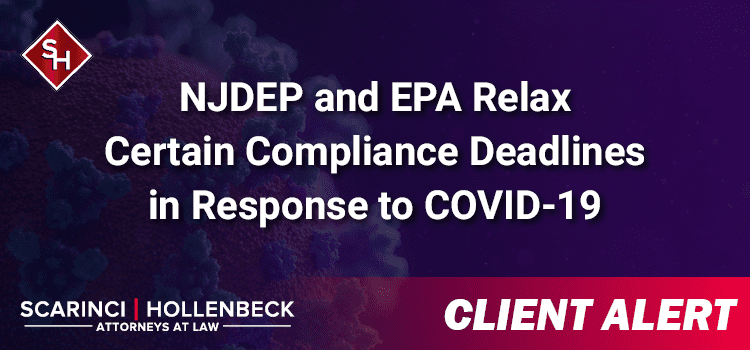 SH
NJDEP and EPA Relax
Certain Compliance Deadlines
in Response to COVID-19
SCARINCI | HOLLENBECK
ATTORNEYS AT LAW
CLIENT ALERT